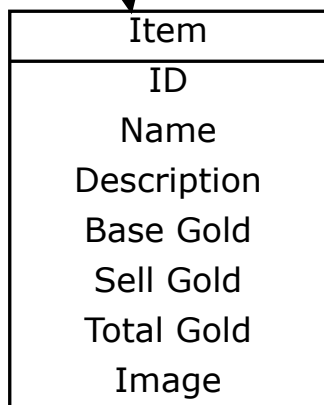 Item
ID
Name
Description
Base Gold
Sell Gold
Total Gold
Image